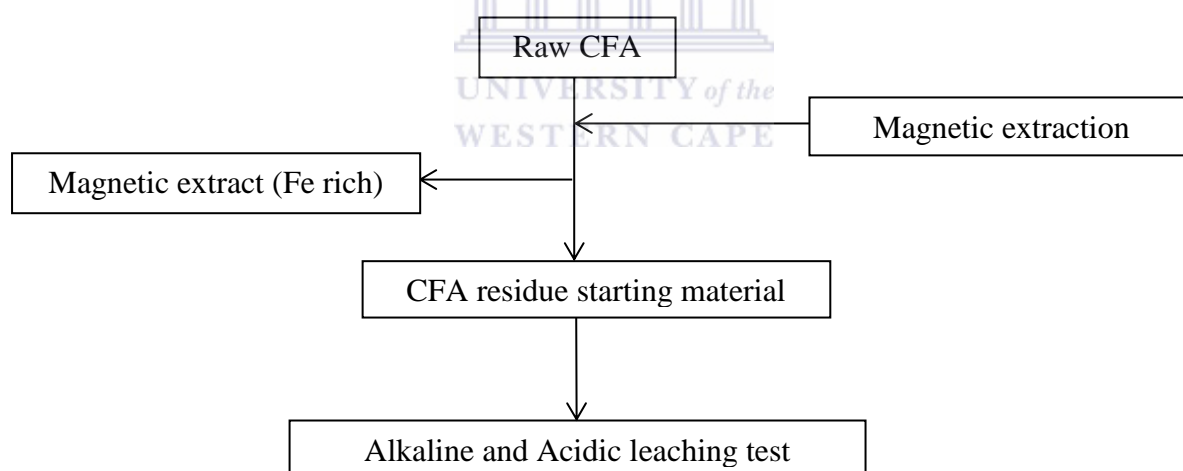 Raw CFA
UNIVERSITY of the
WESTERN CAPE
Magnetic extraction
Magnetic extract (Fe rich)
CFA residue starting material
Alkaline and Acidic leaching test